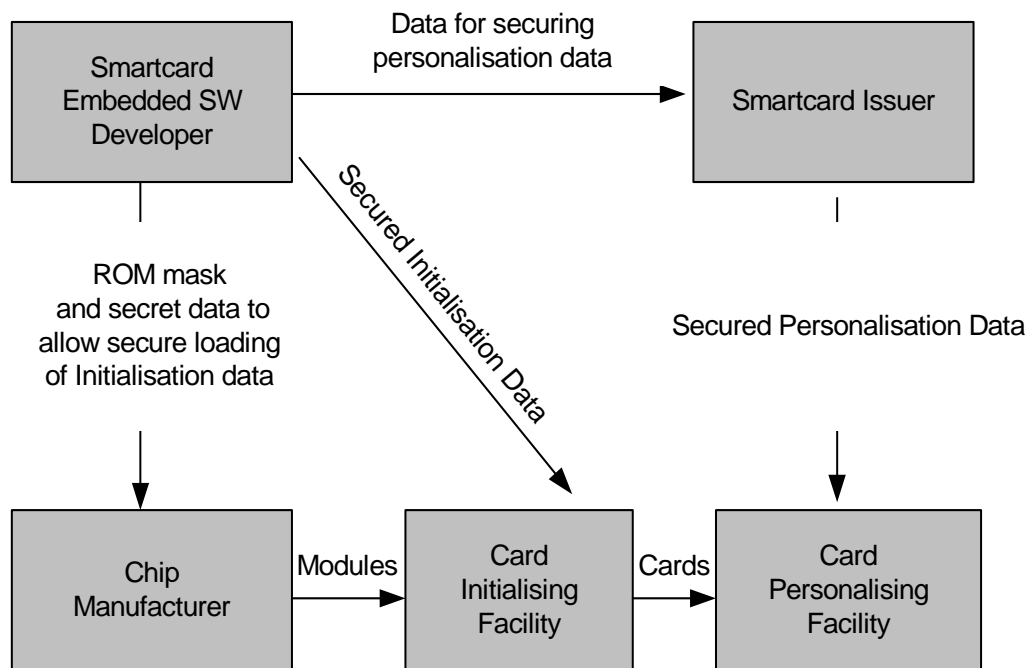 Data for securing
personalisation data
Smartcard
Embedded SW
Developer
Smartcard Issuer
Secured Initialisation Data
ROM mask
and secret data to
allow secure loading
of Initialisation data
Secured Personalisation Data
Chip
Manufacturer
Modules
Card
Initialising
Facility
Cards
Card
Personalising
Facility